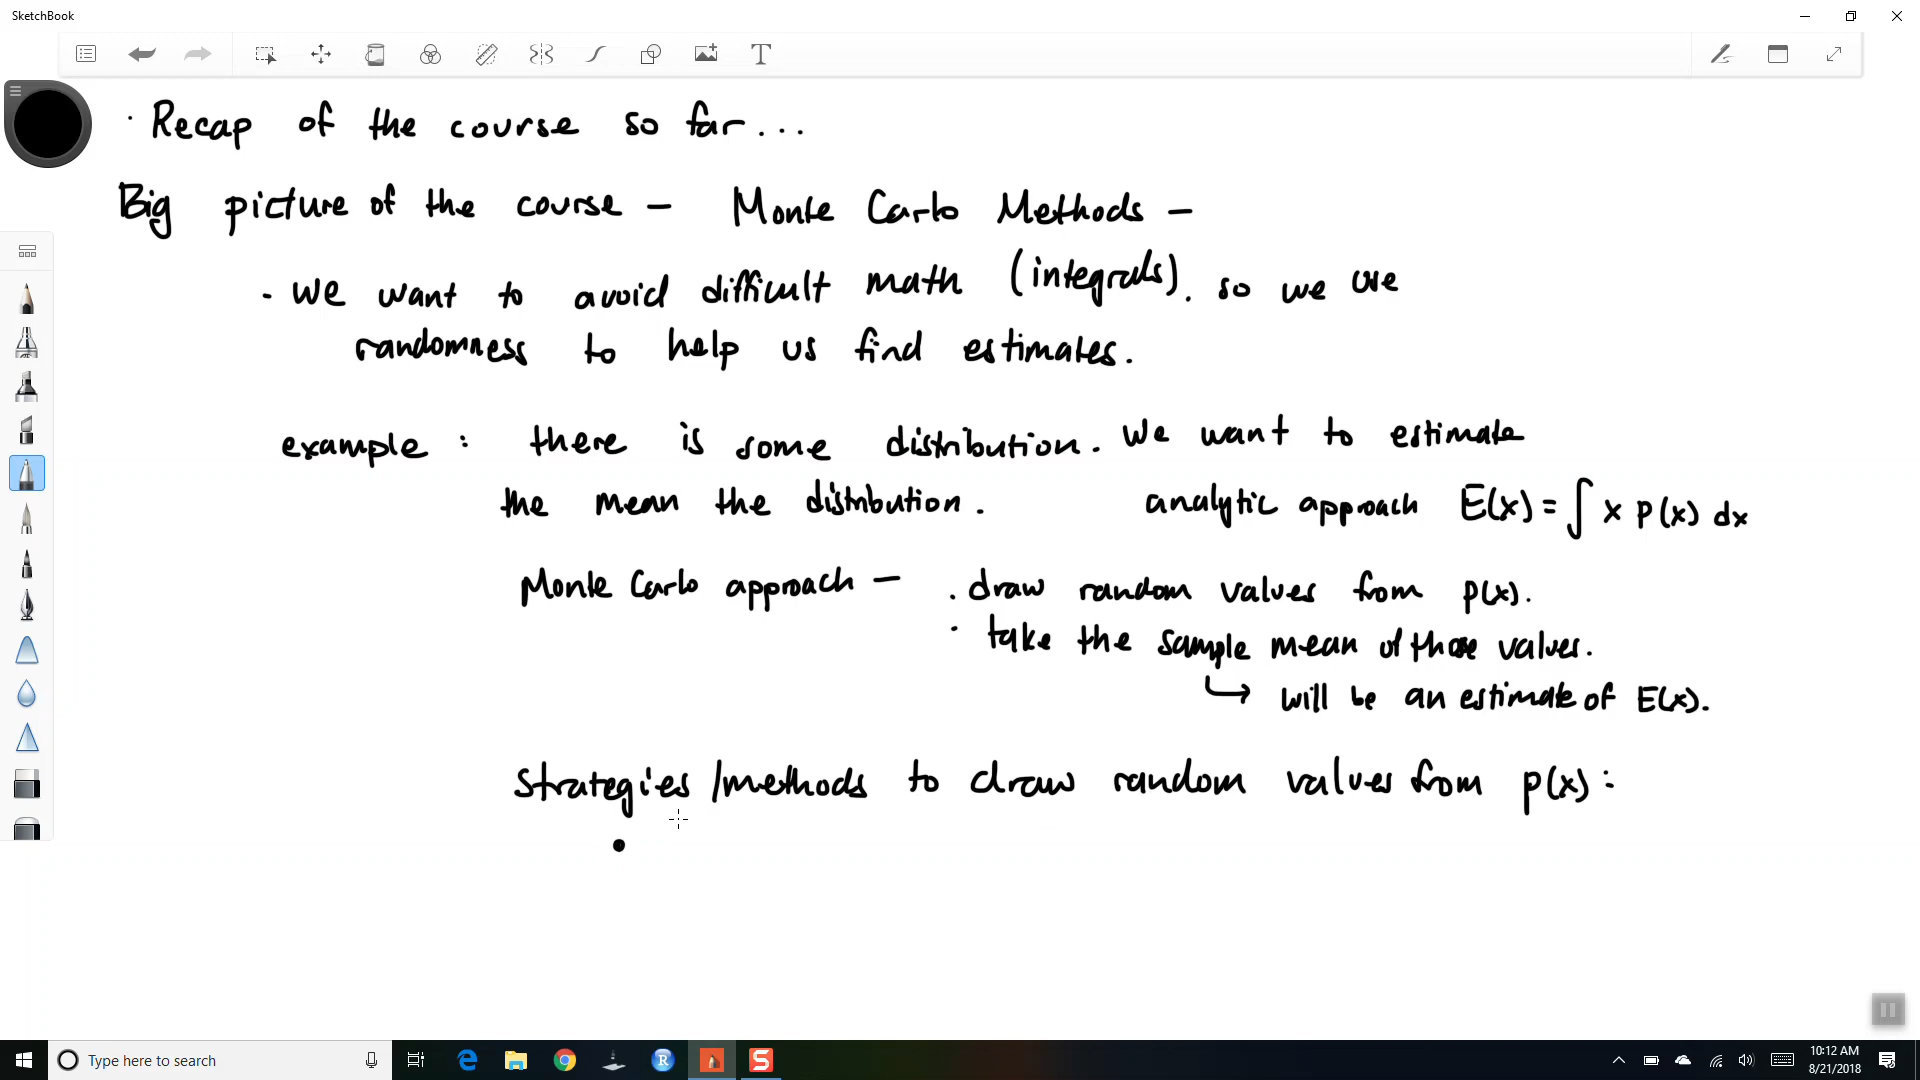 SketchBook
T
· Recap of the course so far...
Big picture of the course – Monte Carlo Methods –
· We want to avoid difficult math (integrals). so we use
randomness to help us find estimates.
example : there is some distribution. We want to estimate
the mean the distribution. analytic approach E(x) = ∫ x p(x) dx
Monte Carlo approach – · draw random values from p(x).
· take the sample mean of those values.
↳ will be an estimate of E(x).
Strategies/methods to draw random values from p(x) :
•
Type here to search
R
S
10:12 AM
8/21/2018